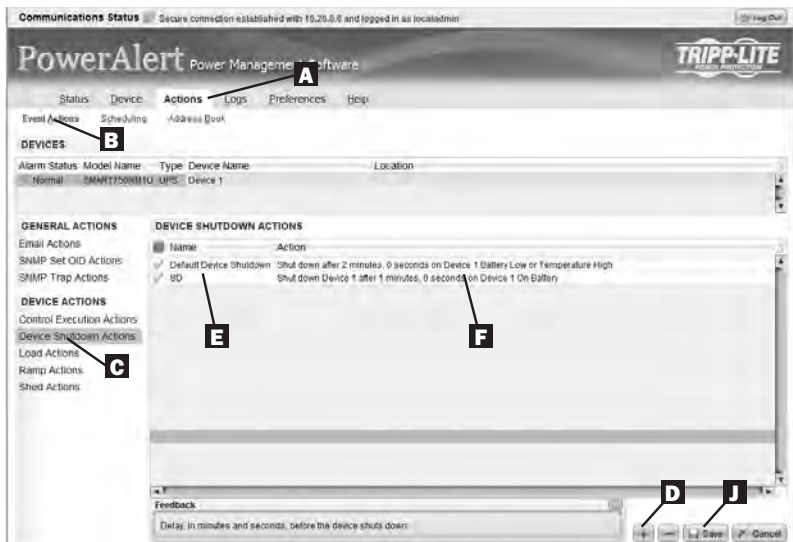 Communications Status Secure connection established with 10.20.0.6 and logged in as localadmin Log Out
PowerAlert Power Management Software TRIPP·LITE
POWER PROTECTION
A
Status Device Actions Logs Preferences Help
Event Actions Scheduling Address Book
B
DEVICES
Alarm Status Model Name Type Device Name Location
Normal UPS Device 1
GENERAL ACTIONS
Email Actions
SNMP Set OID Actions
SNMP Trap Actions
DEVICE ACTIONS
Control Execution Actions
Device Shutdown Actions
C
Load Actions
Ramp Actions
Shed Actions
DEVICE SHUTDOWN ACTIONS
Name Action
Default Device Shutdown Shut down after 2 minutes, 0 seconds on Device 1 Battery Low or Temperature High
SD Shut down Device 1 after 1 minutes, 0 seconds on Device 1 On Battery
E F
D J
Feedback
Delay, in minutes and seconds, before the device shuts down
+ − Save Cancel